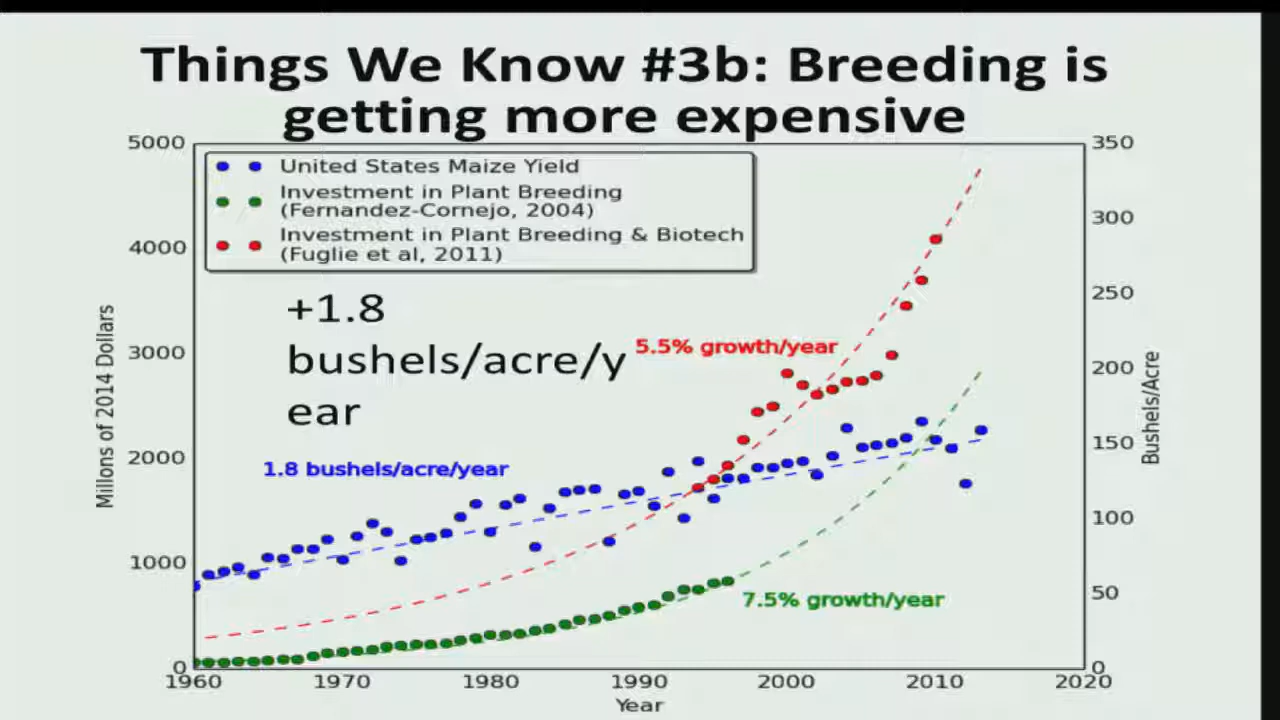 Things We Know #3b: Breeding is
getting more expensive
5000
4000
3000
2000
1000
0
Millons of 2014 Dollars
United States Maize Yield
Investment in Plant Breeding
(Fernandez-Cornejo, 2004)
Investment in Plant Breeding & Biotech
(Fuglie et al, 2011)
+1.8
bushels/acre/y
ear
5.5% growth/year
1.8 bushels/acre/year
7.5% growth/year
350
300
250
200
150
100
50
0
Bushels/Acre
1960 1970 1980 1990 2000 2010 2020
Year